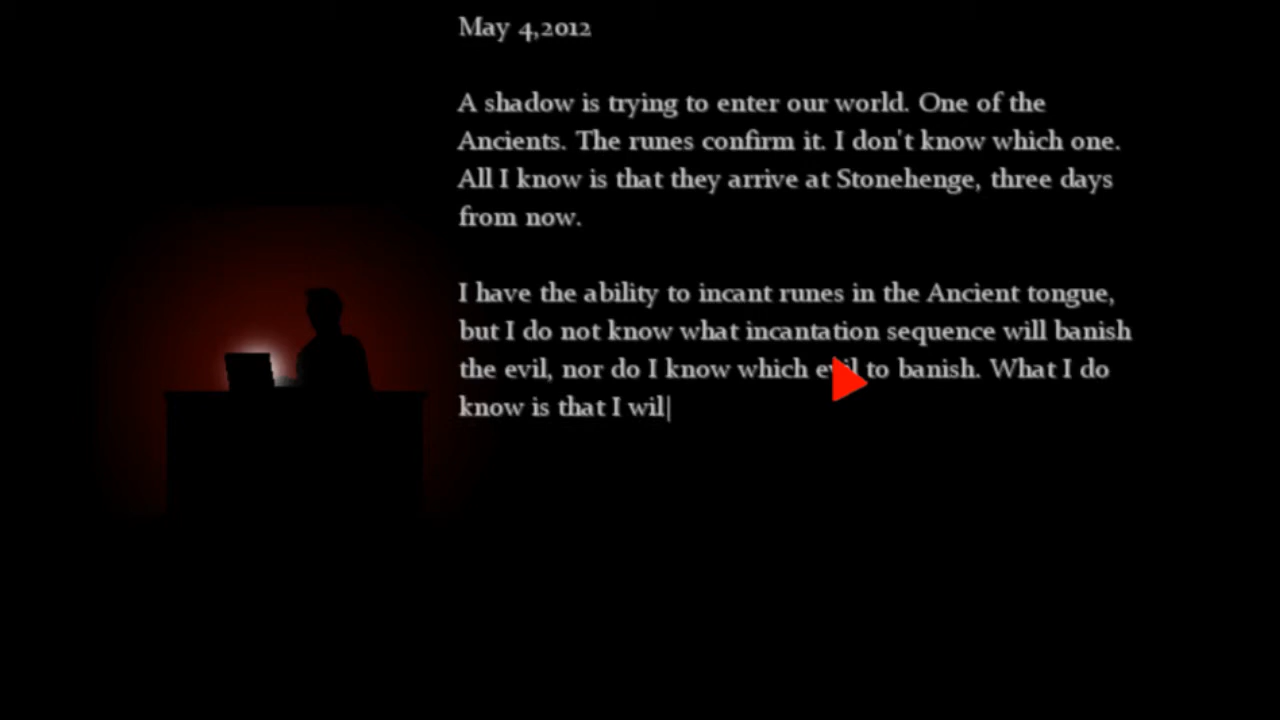 May 4,2012
A shadow is trying to enter our world. One of the
Ancients. The runes confirm it. I don't know which one.
All I know is that they arrive at Stonehenge, three days
from now.
I have the ability to incant runes in the Ancient tongue,
but I do not know what incantation sequence will banish
the evil, nor do I know which evil to banish. What I do
know is that I wil|